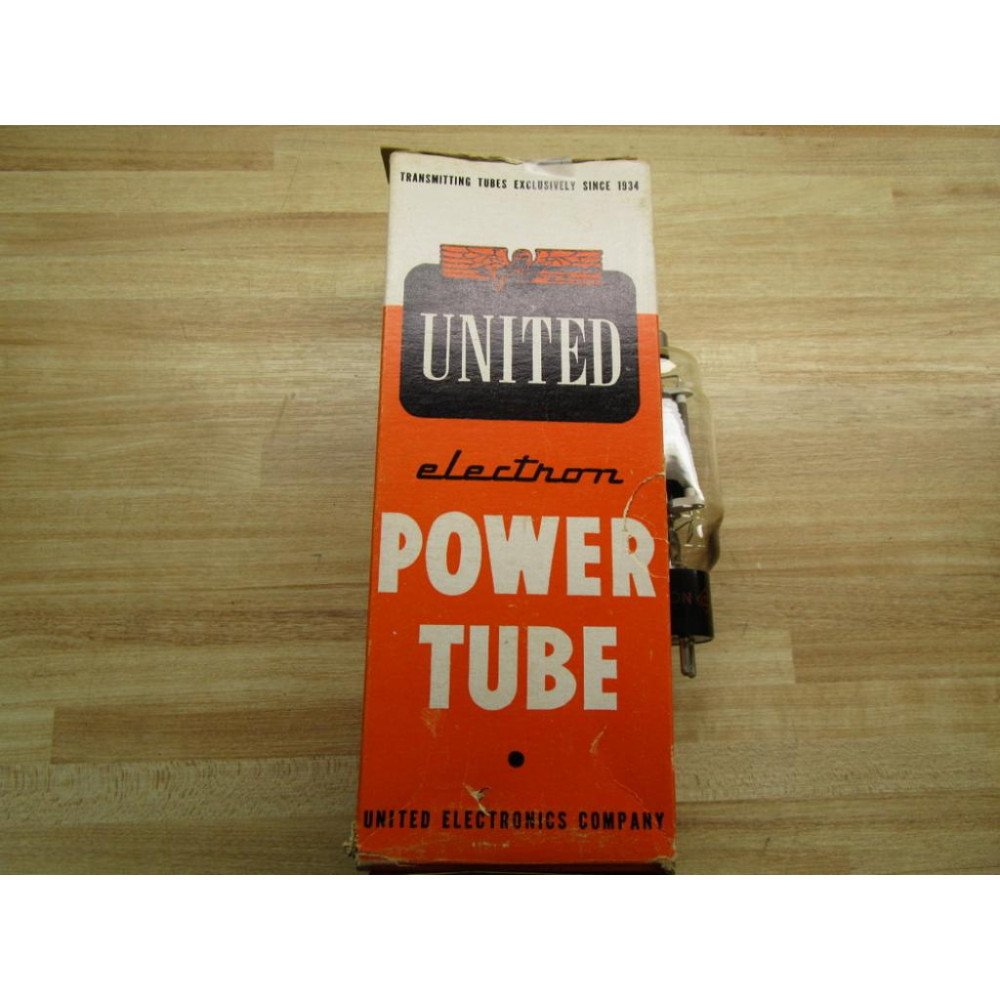 TRANSMITTING TUBES EXCLUSIVELY SINCE 1934
UNITED
electron
POWER
TUBE
UNITED ELECTRONICS COMPANY